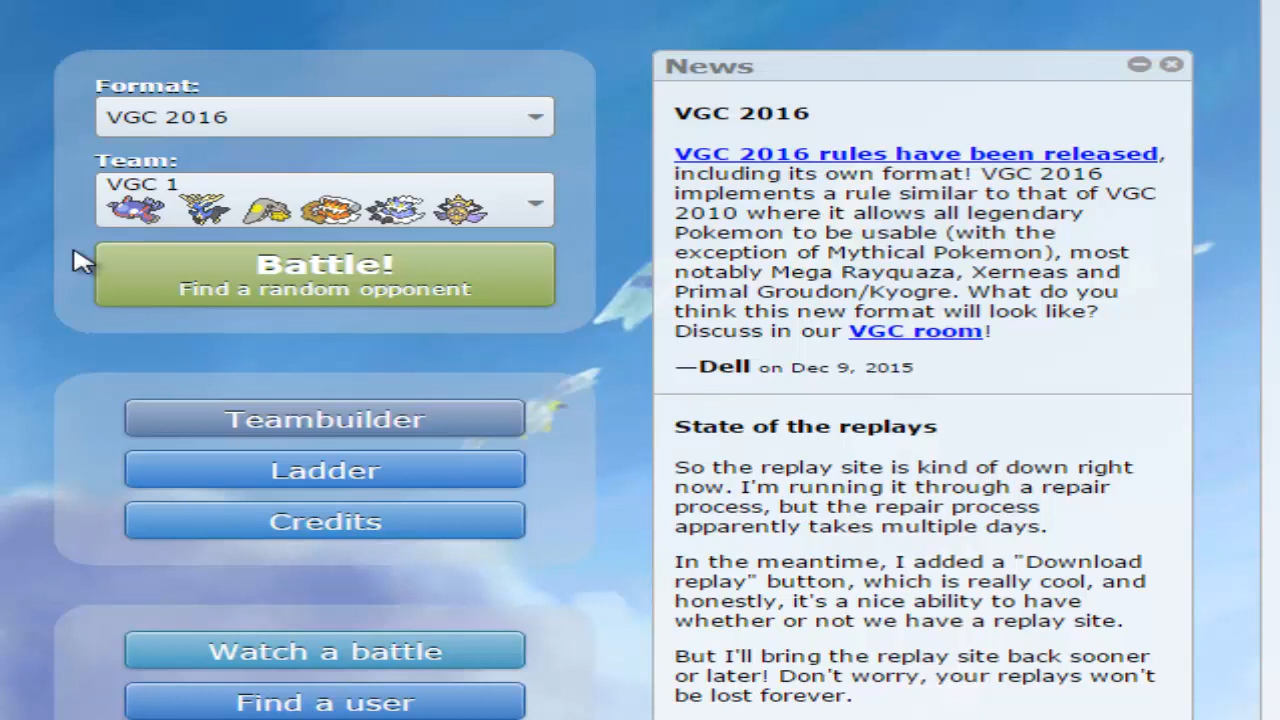 Format:
VGC 2016
Team:
VGC 1
Battle!
Find a random opponent
Teambuilder
Ladder
Credits
Watch a battle
Find a user
News
VGC 2016
VGC 2016 rules have been released,
including its own format! VGC 2016
implements a rule similar to that of VGC
2010 where it allows all legendary
Pokemon to be usable (with the
exception of Mythical Pokemon), most
notably Mega Rayquaza, Xerneas and
Primal Groudon/Kyogre. What do you
think this new format will look like?
Discuss in our VGC room!
—Dell on Dec 9, 2015
State of the replays
So the replay site is kind of down right
now. I'm running it through a repair
process, but the repair process
apparently takes multiple days.
In the meantime, I added a "Download
replay" button, which is really cool, and
honestly, it's a nice ability to have
whether or not we have a replay site.
But I'll bring the replay site back sooner
or later! Don't worry, your replays won't
be lost forever.